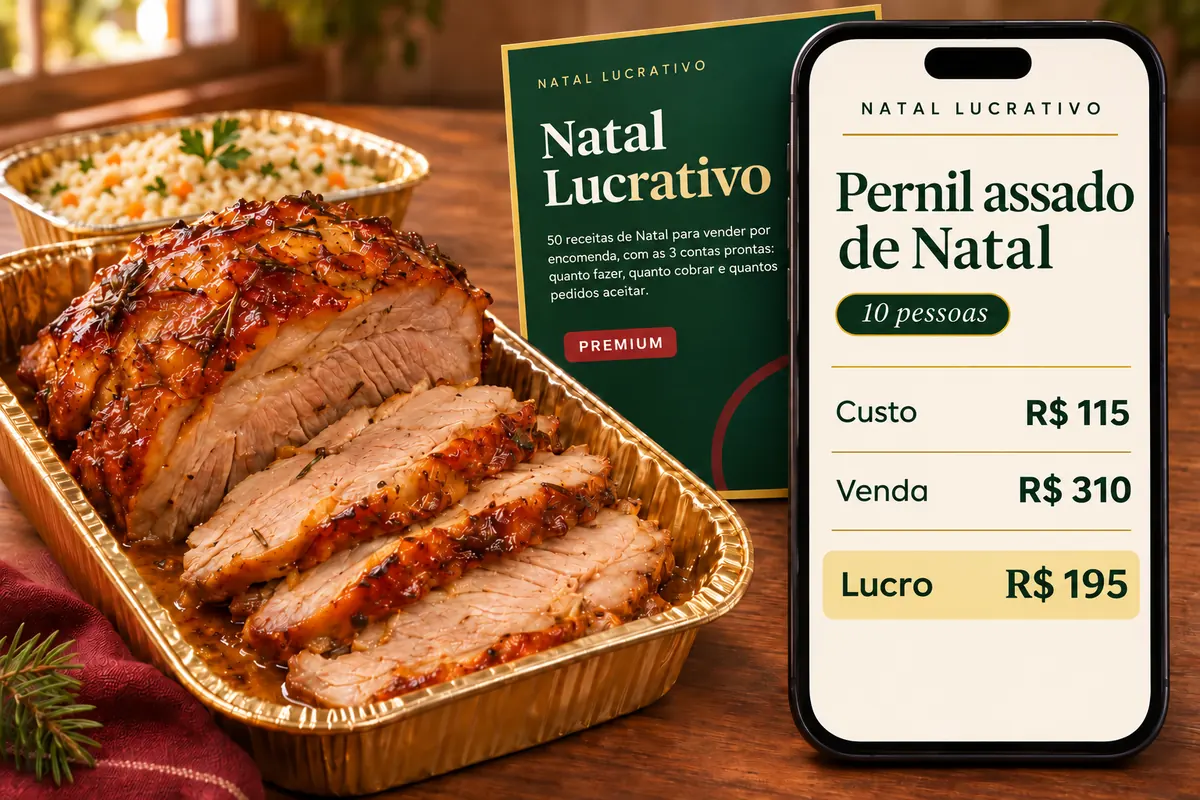 NATAL LUCRATIVO
Natal
Lucrativo
50 receitas de Natal para vender por
encomenda, com as 3 contas prontas:
quanto fazer, quanto cobrar e quantos
pedidos aceitar.
PREMIUM
NATAL LUCRATIVO
Pernil assado
de Natal
10 pessoas
Custo R$ 115
Venda R$ 310
Lucro R$ 195